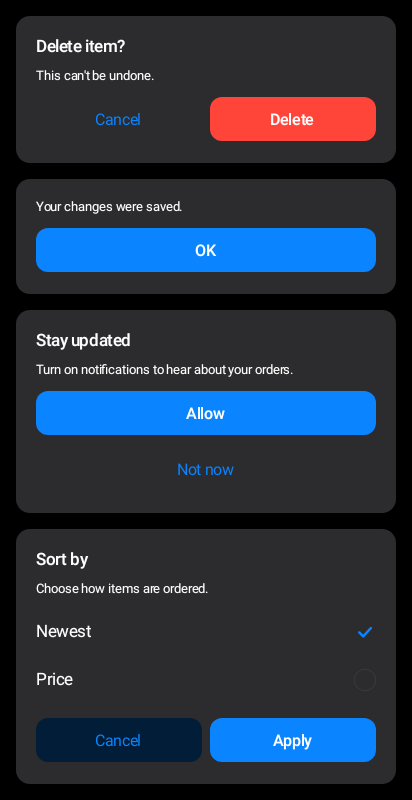 Delete item?
This can't be undone.
Cancel Delete
Your changes were saved.
OK
Stay updated
Turn on notifications to hear about your orders.
Allow
Not now
Sort by
Choose how items are ordered.
Newest
Price
Cancel Apply